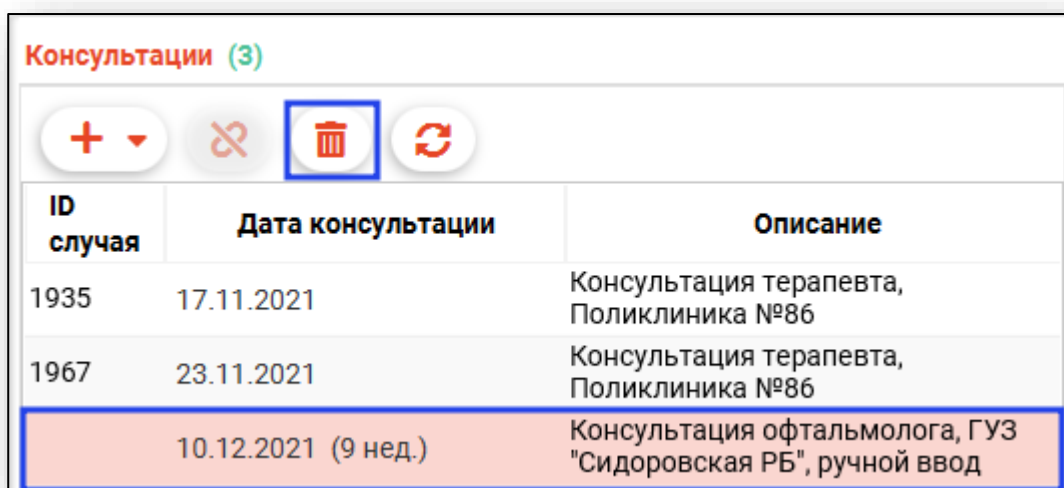 Консультации (3)
ID
случая
Дата консультации
Описание
1935
17.11.2021
Консультация терапевта,
Поликлиника №86
1967
23.11.2021
Консультация терапевта,
Поликлиника №86
10.12.2021 (9 нед.)
Консультация офтальмолога, ГУЗ
"Сидоровская РБ", ручной ввод